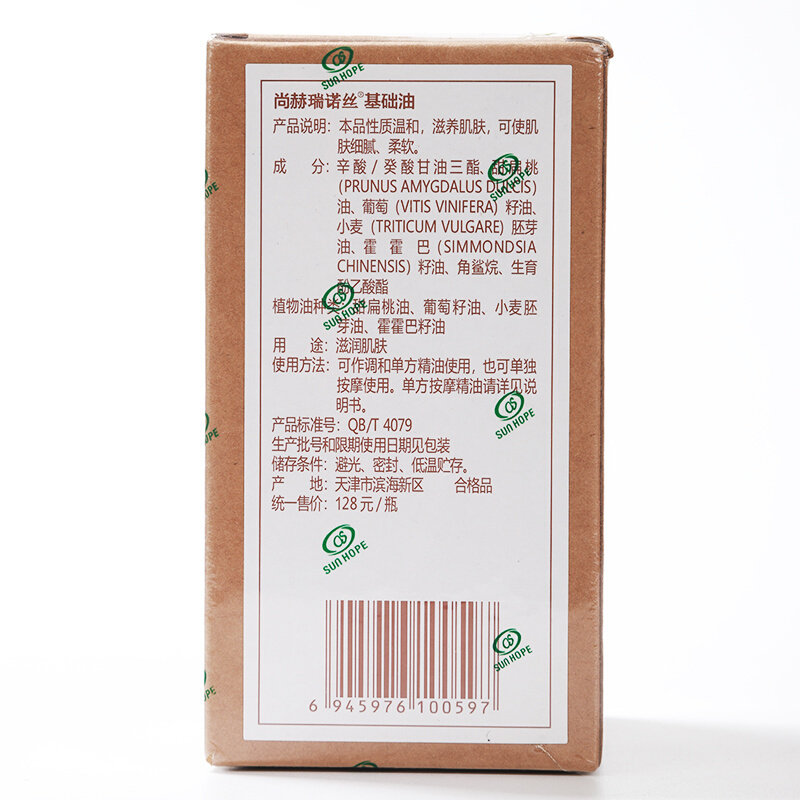 SUN HOPE
尚赫瑞诺丝®基础油
产品说明：本品性质温和，滋养肌肤，可使肌
肤细腻、柔软。
成 分：辛酸／癸酸甘油三酯、甜扁桃
(PRUNUS AMYGDALUS DULCIS)
油、葡萄 (VITIS VINIFERA) 籽油、
小麦 (TRITICUM VULGARE) 胚芽
油、霍霍巴 (SIMMONDSIA
CHINENSIS) 籽油、角鲨烷、生育
酚乙酸酯
SUN HOPE
植物油种类：甜扁桃油、葡萄籽油、小麦胚
芽油、霍霍巴籽油
SUN HOPE
用 途：滋润肌肤
使用方法：可作调和单方精油使用，也可单独
按摩使用。单方按摩精油请详见说
明书。
SUN HOPE
产品标准号：QB/T 4079
生产批号和限期使用日期见包装
储存条件：避光、密封、低温贮存。
产 地：天津市滨海新区 合格品
统一售价：128元/瓶
SUN HOPE
SUN HOPE
6 945976 100597